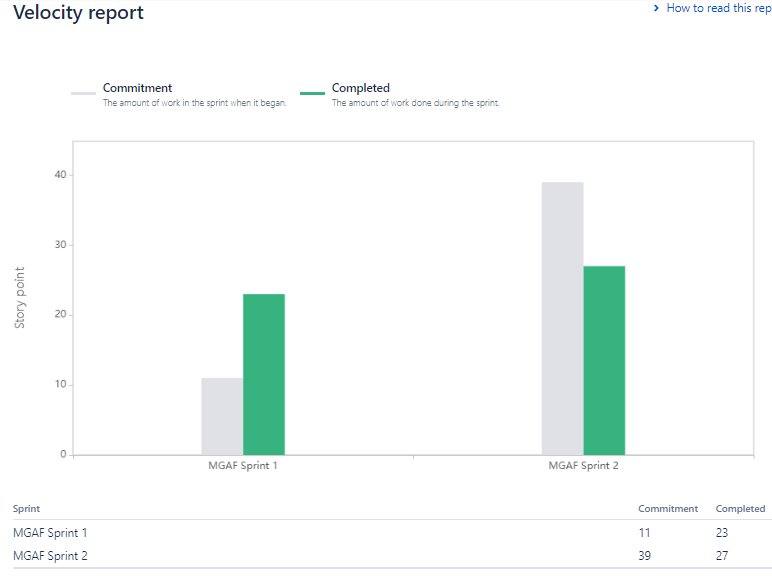 Velocity report
How to read this rep
Commitment
The amount of work in the sprint when it began.
Completed
The amount of work done during the sprint.
40
30
20
10
0
Story point
MGAF Sprint 1
MGAF Sprint 2
Sprint Commitment Completed
MGAF Sprint 1 11 23
MGAF Sprint 2 39 27